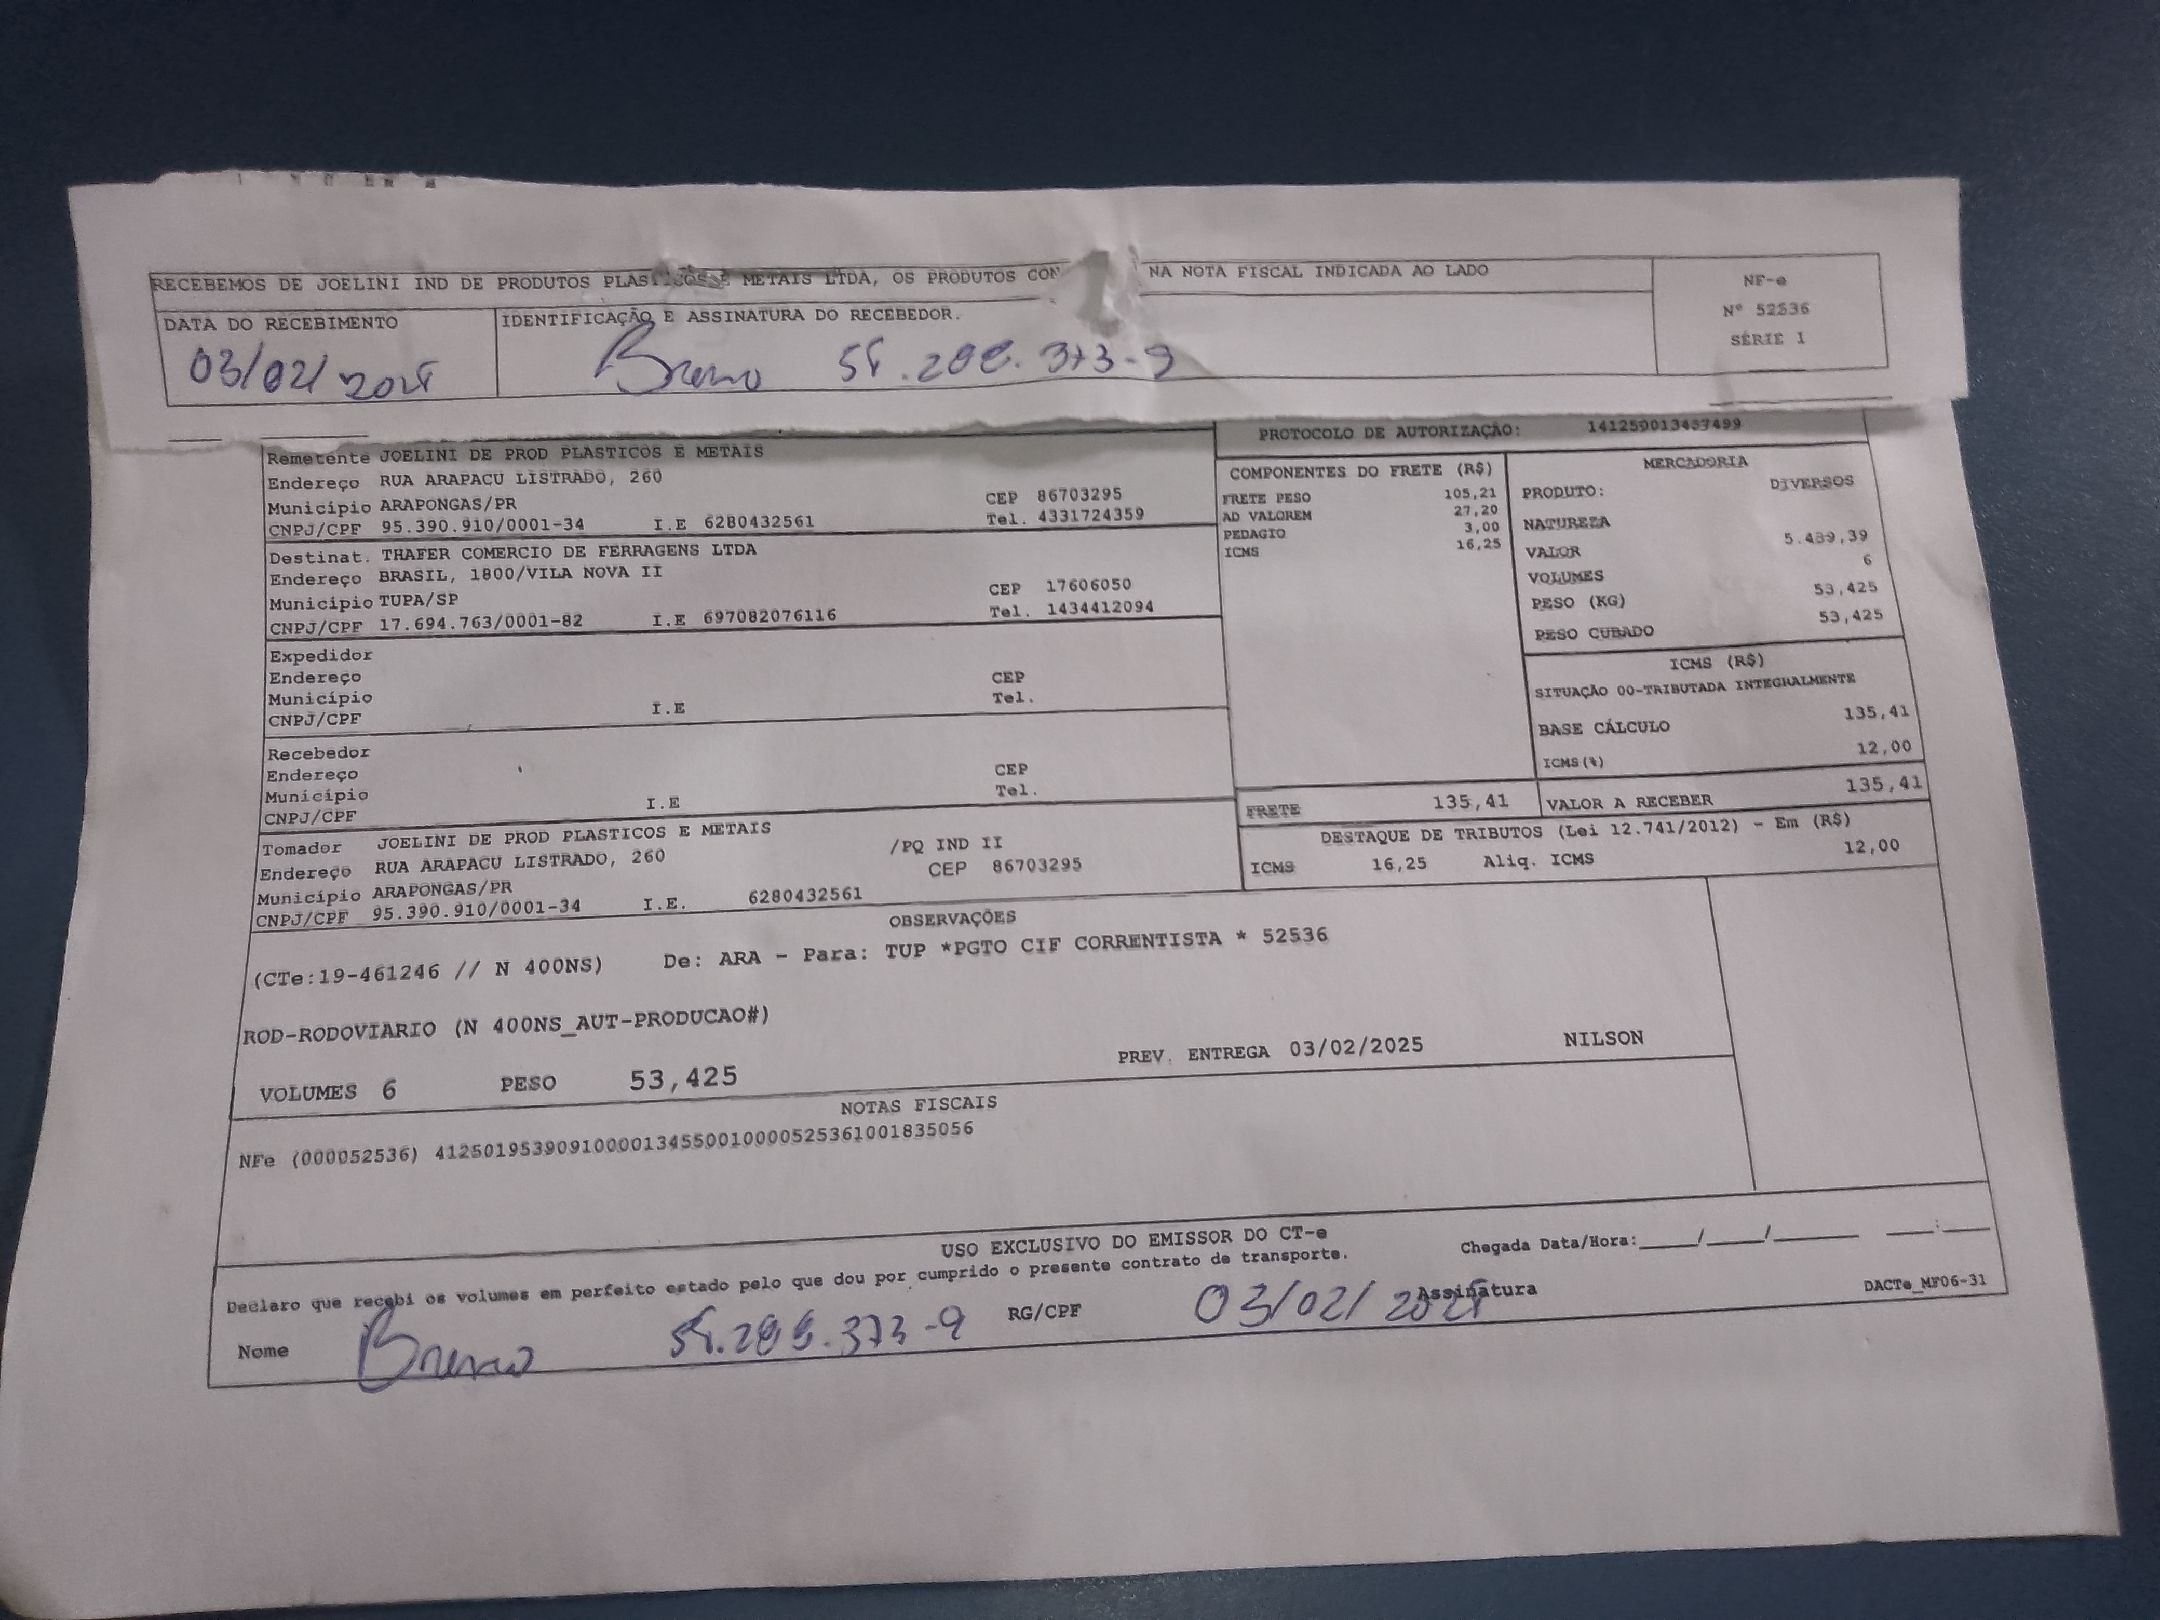 RECEBEMOS DE JOELINI IND DE PRODUTOS PLASTICOS E METAIS LTDA, OS PRODUTOS CON NA NOTA FISCAL INDICADA AO LADO
NF-e
Nº 52536
SÉRIE 1
DATA DO RECEBIMENTO
IDENTIFICAÇÃO E ASSINATURA DO RECEBEDOR.
03/02/2025
Breno
PROTOCOLO DE AUTORIZAÇÃO: 141250013457499
Remetente JOELINI DE PROD PLASTICOS E METAIS
Endereço RUA ARAPACU LISTRADO, 260
Município ARAPONGAS/PR CEP 86703295
CNPJ/CPF 95.390.910/0001-34 I.E 6280432561 Tel. 4331724359
Destinat. THAFER COMERCIO DE FERRAGENS LTDA
Endereço BRASIL, 1800/VILA NOVA II
Município TUPA/SP CEP 17606050
CNPJ/CPF 17.694.763/0001-82 I.E 697082076116 Tel. 1434412094
Expedidor
Endereço CEP
Município Tel.
CNPJ/CPF I.E
Recebedor
Endereço CEP
Município Tel.
CNPJ/CPF I.E
Tomador JOELINI DE PROD PLASTICOS E METAIS
Endereço RUA ARAPACU LISTRADO, 260 /PQ IND II
Município ARAPONGAS/PR CEP 86703295
CNPJ/CPF 95.390.910/0001-34 I.E. 6280432561
COMPONENTES DO FRETE (R$)
FRETE PESO 105,21
AD VALOREM 27,20
PEDAGIO 3,00
ICMS 16,25
FRETE 135,41
MERCADORIA
PRODUTO: DIVERSOS
NATUREZA
VALOR 5.439,39
VOLUMES 6
PESO (KG) 53,425
PESO CUBADO 53,425
ICMS (R$)
SITUAÇÃO 00-TRIBUTADA INTEGRALMENTE
BASE CÁLCULO 135,41
ICMS(%) 12,00
VALOR A RECEBER 135,41
DESTAQUE DE TRIBUTOS (Lei 12.741/2012) - Em (R$)
ICMS 16,25 Aliq. ICMS 12,00
OBSERVAÇÕES
(CTe:19-461246 // N 400NS) De: ARA - Para: TUP *PGTO CIF CORRENTISTA * 52536
ROD-RODOVIARIO (N 400NS_AUT-PRODUCAO#)
VOLUMES 6 PESO 53,425 PREV. ENTREGA 03/02/2025 NILSON
NOTAS FISCAIS
NFe (000052536) 41250195390910000134550010000525361001835056
USO EXCLUSIVO DO EMISSOR DO CT-e
Declaro que recebi os volumes em perfeito estado pelo que dou por cumprido o presente contrato de transporte.
Chegada Data/Hora:____/____/______ ___:___
Nome Breno RG/CPF 03/02/2025 Assinatura
DACTe_MF06-31